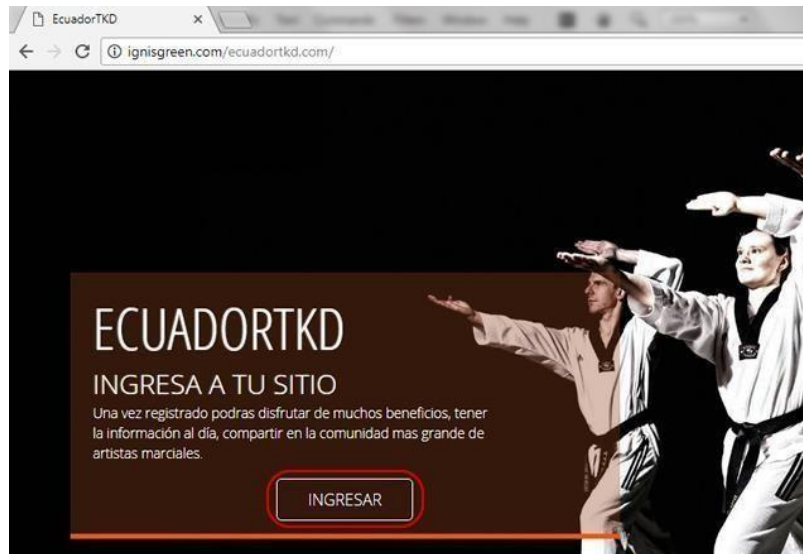 EcuadorTKD
ignisgreen.com/ecuadortkd.com/
ECUADORTKD
INGRESA A TU SITIO
Una vez registrado podras disfrutar de muchos beneficios, tener
la información al día, compartir en la comunidad mas grande de
artistas marciales.
INGRESAR